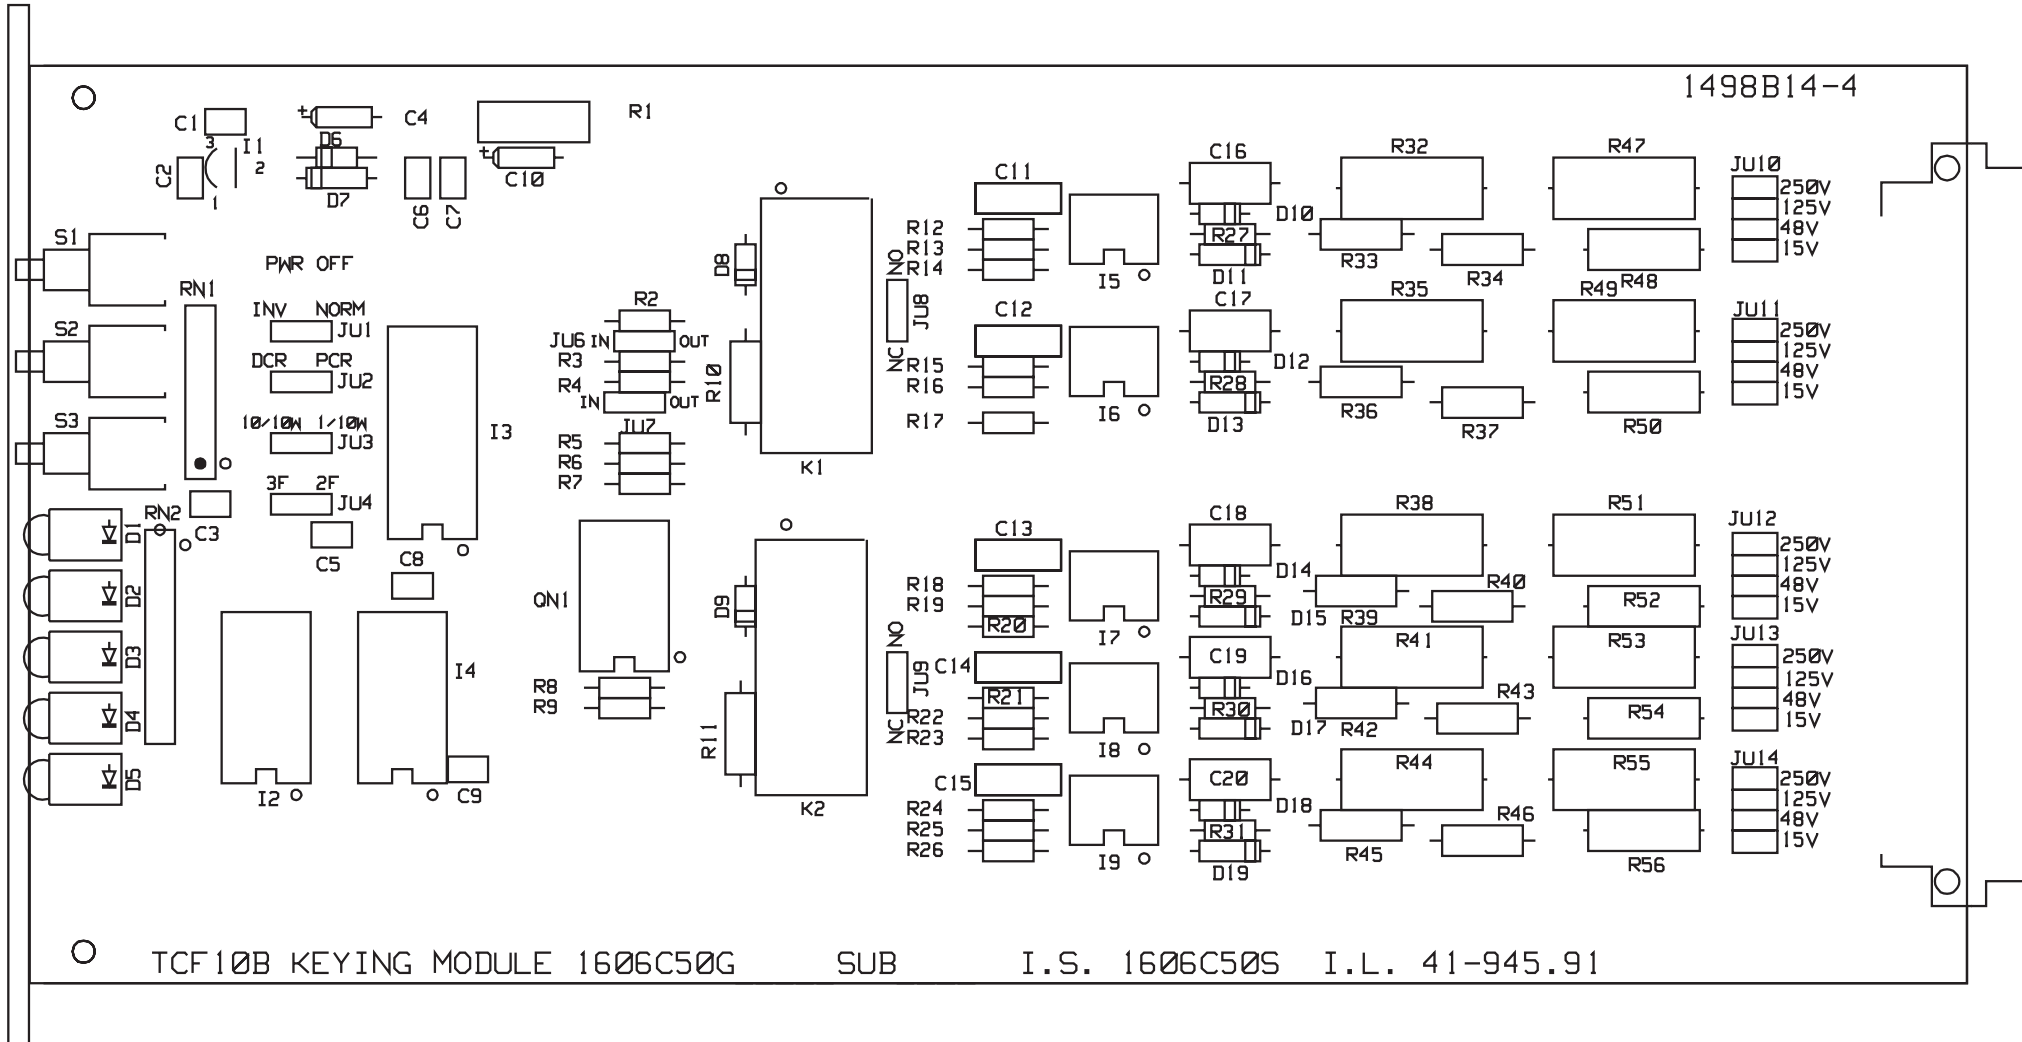 1498B14-4
C1
3
I1
2
C2
1
+
D6
D7
C4
C6
C7
+
C10
R1
S1
PWR OFF
RN1
INV NORM
JU1
S2
DCR PCR
JU2
S3
10/10W 1/10W
JU3
3F 2F
JU4
C3
C5
RN2
D1
D2
D3
D4
D5
I3
C8
I2
I4
C9
R2
JU6 IN OUT
R3
R4
IN OUT
JU7
R5
R6
R7
QN1
R8
R9
D8
R10
K1
D9
R11
K2
NO
JU8
NC
NO
JU9
NC
C11
R12
R13
R14
I5
C12
R15
R16
R17
I6
C13
R18
R19
R20
I7
C14
R21
R22
R23
I8
C15
R24
R25
R26
I9
C16
D10
R27
D11
C17
D12
R28
D13
C18
D14
R29
D15
C19
D16
R30
D17
C20
D18
R31
D19
R32
R33
R34
R35
R36
R37
R38
R39
R40
R41
R42
R43
R44
R45
R46
R47
R48
R49
R50
R51
R52
R53
R54
R55
R56
JU10
250V
125V
48V
15V
JU11
250V
125V
48V
15V
JU12
250V
125V
48V
15V
JU13
250V
125V
48V
15V
JU14
250V
125V
48V
15V
TCF10B KEYING MODULE 1606C50G SUB I.S. 1606C50S I.L. 41-945.91